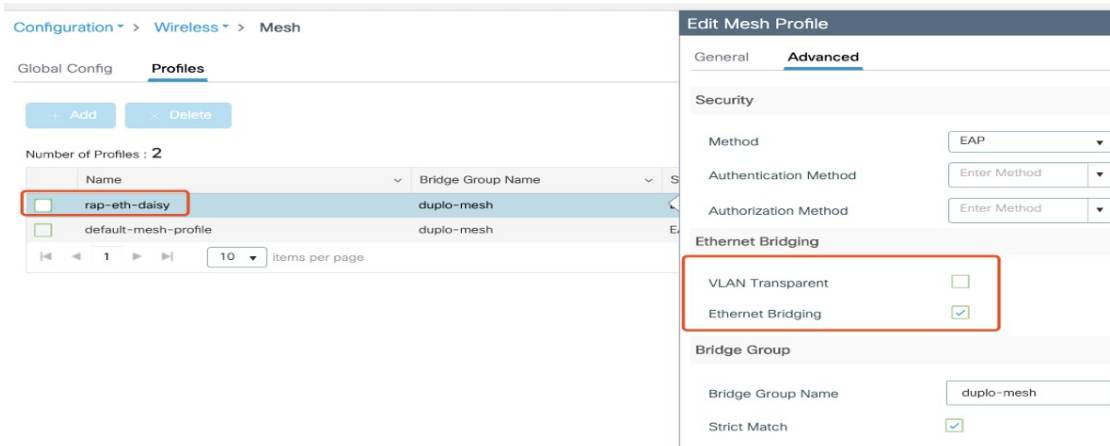 Configuration > Wireless > Mesh
Global Config Profiles
+ Add × Delete
Number of Profiles : 2
Name Bridge Group Name S
rap-eth-daisy duplo-mesh
default-mesh-profile duplo-mesh E
1 10 items per page
Edit Mesh Profile
General Advanced
Security
Method EAP
Authentication Method Enter Method
Authorization Method Enter Method
Ethernet Bridging
VLAN Transparent
Ethernet Bridging
Bridge Group
Bridge Group Name duplo-mesh
Strict Match